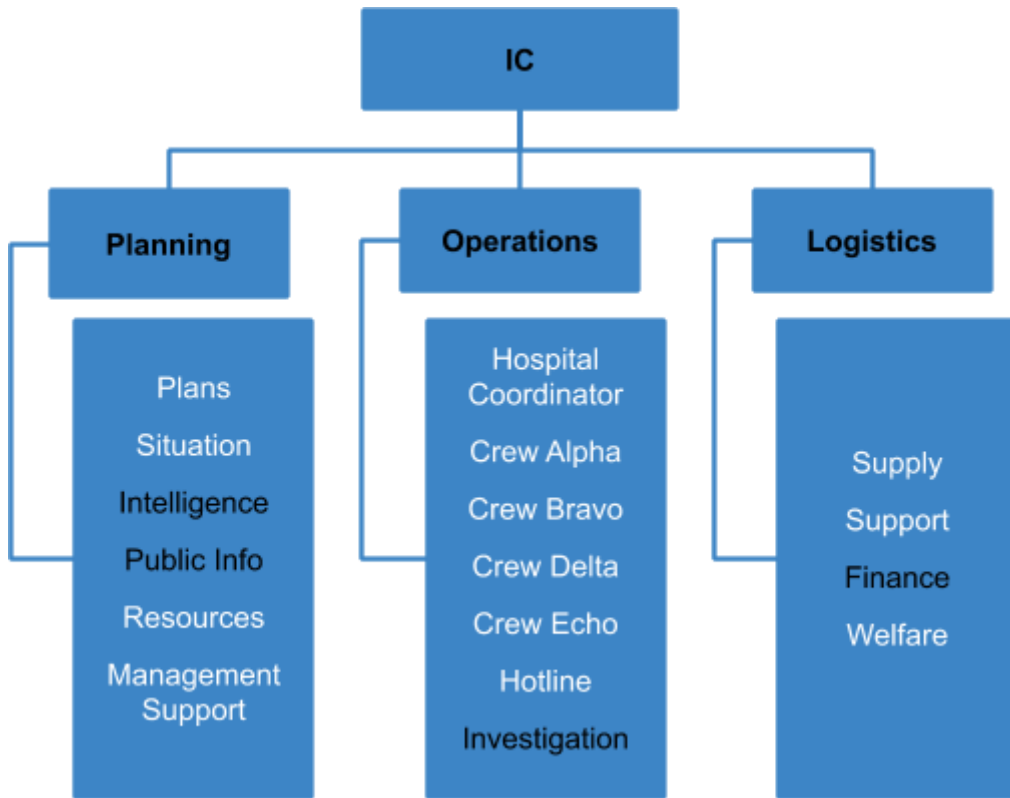 IC
Planning
Operations
Logistics
Plans
Situation
Intelligence
Public Info
Resources
Management
Support
Hospital
Coordinator
Crew Alpha
Crew Bravo
Crew Delta
Crew Echo
Hotline
Investigation
Supply
Support
Finance
Welfare